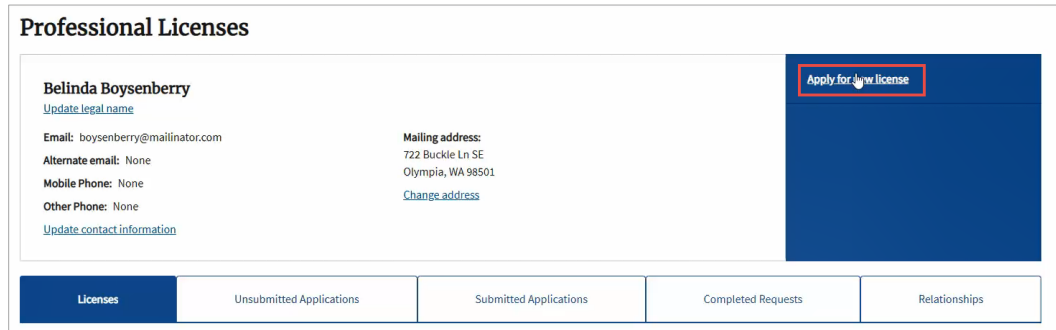 Professional Licenses
Belinda Boysenberry
Update legal name
Email: boysenberry@mailinator.com
Alternate email: None
Mobile Phone: None
Other Phone: None
Update contact information
Mailing address:
722 Buckle Ln SE
Olympia, WA 98501
Change address
Apply for new license
Licenses
Unsubmitted Applications
Submitted Applications
Completed Requests
Relationships